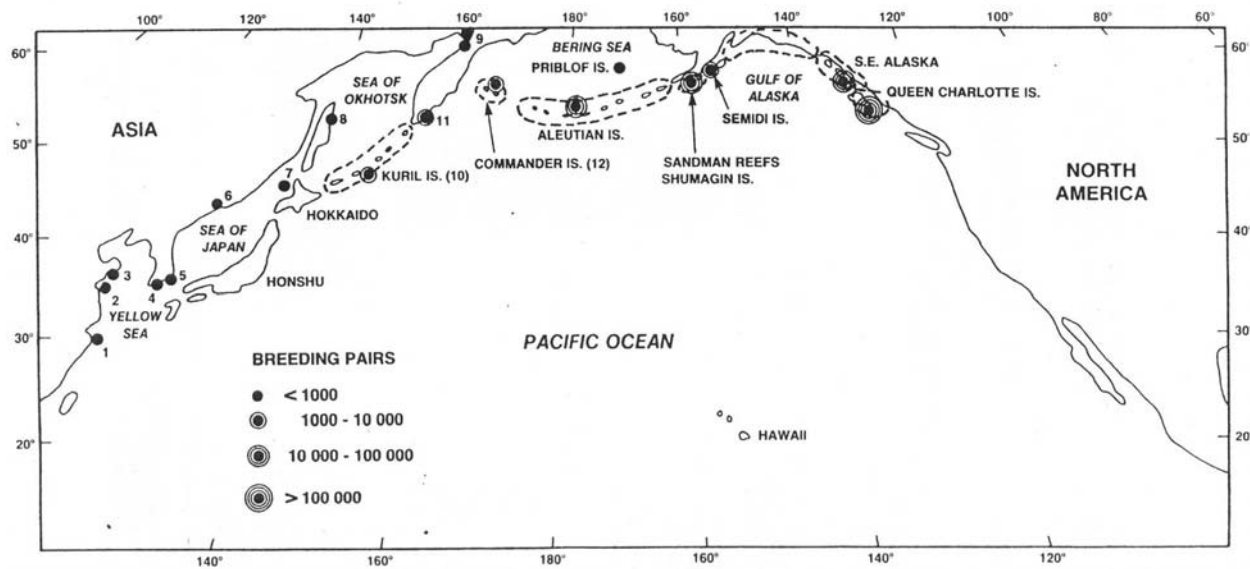 100° 120° 140° 160° 180° 160° 140° 120° 100° 80°
60° 60°
50° 50°
40° 40°
30° 30°
20° 20°
140° 160° 180° 160° 140° 120°
9
BERING SEA
PRIBLOF IS.
SEA OF
OKHOTSK
8
11
ASIA
S.E. ALASKA
GULF OF
ALASKA
QUEEN CHARLOTTE IS.
SEMIDI IS.
ALEUTIAN IS.
COMMANDER IS. (12)
SANDMAN REEFS
SHUMAGIN IS.
NORTH
AMERICA
7
KURIL IS. (10)
6
HOKKAIDO
SEA OF
JAPAN
3
5
4
HONSHU
2
YELLOW
SEA
1
PACIFIC OCEAN
BREEDING PAIRS
< 1000
1000 - 10 000
10 000 - 100 000
> 100 000
HAWAII